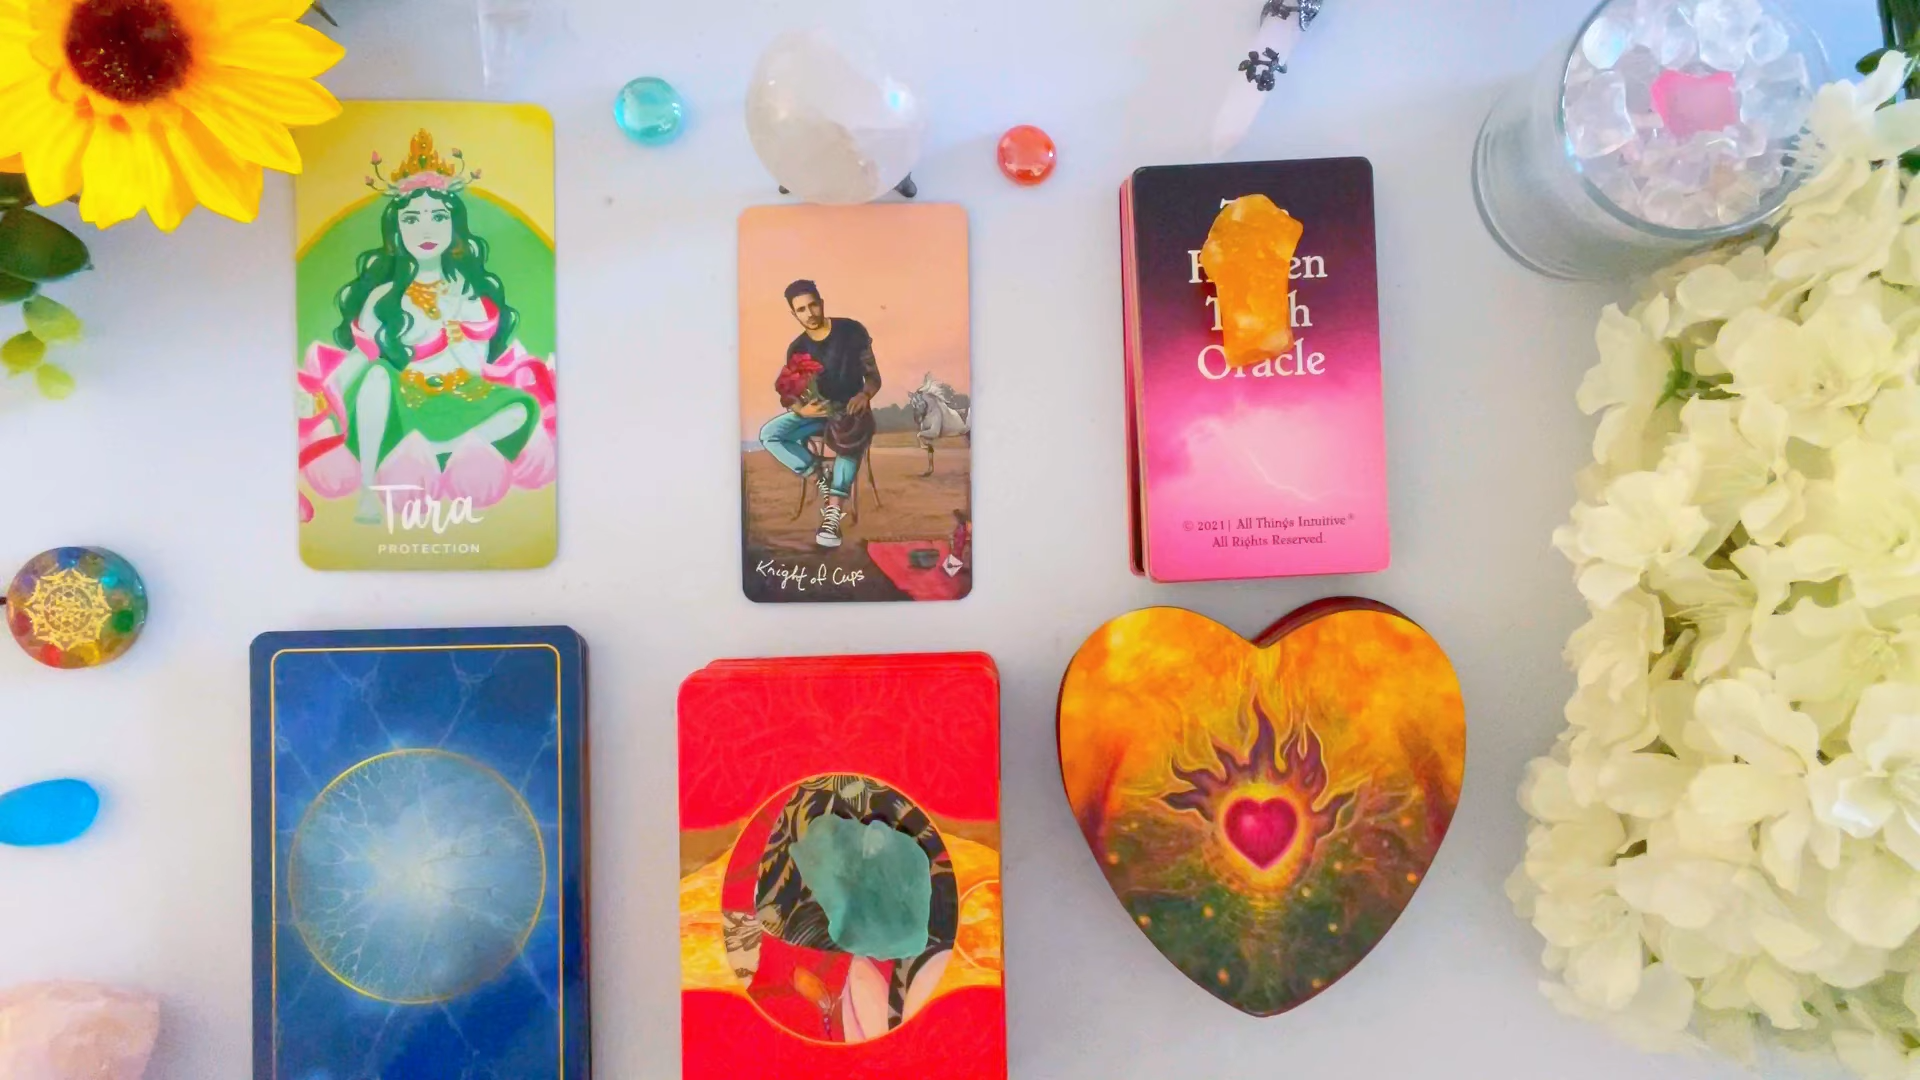 Tara
PROTECTION
Knight of Cups
Oracle
© 2021 | All Things Intuitive®
All Rights Reserved.